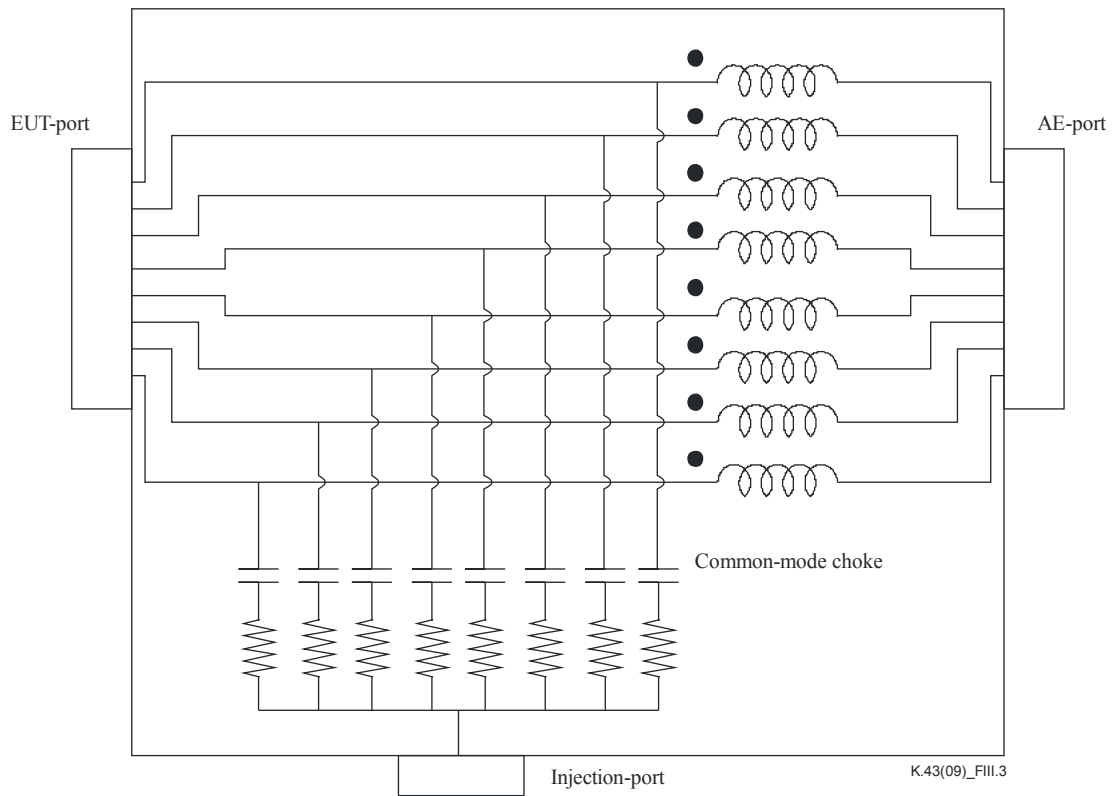 EUT-port
AE-port
Common-mode choke
Injection-port
K.43(09)_FIII.3